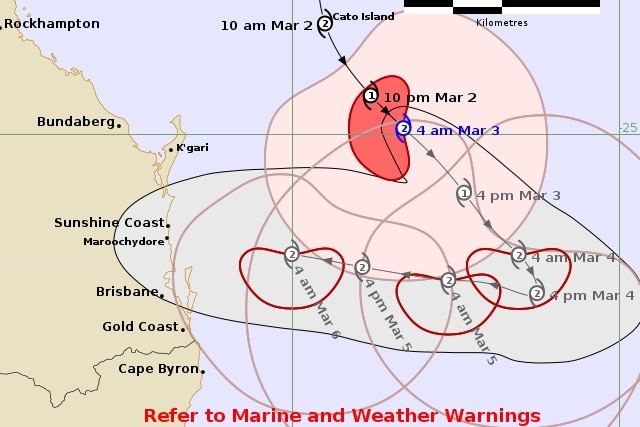 Cato Island
Rockhampton
10 am Mar 2
2
Kilometres
1
10 pm Mar 2
Bundaberg
2
4 am Mar 3
-25
K'gari
1
4 pm Mar 3
Sunshine Coast
Maroochydore
2
2
4 am Mar 4
2
2
Brisbane
2
4 pm Mar 4
4 am Mar 6
4 pm Mar 5
4 am Mar 5
Gold Coast
Cape Byron
Refer to Marine and Weather Warnings